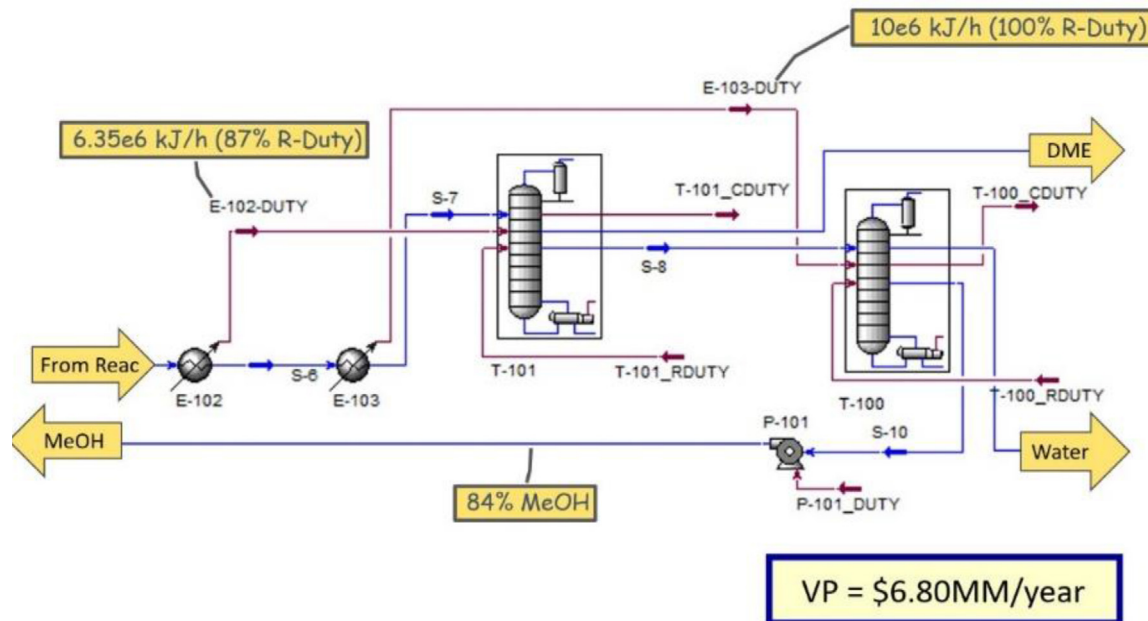 10e6 kJ/h (100% R-Duty)
E-103-DUTY
6.35e6 kJ/h (87% R-Duty)
DME
E-102-DUTY
S-7
T-101_CDUTY
T-100_CDUTY
S-8
From Reac
S-6
E-102
E-103
T-101
T-101_RDUTY
T-100
T-100_RDUTY
MeOH
P-101
S-10
Water
84% MeOH
P-101_DUTY
VP = $6.80MM/year